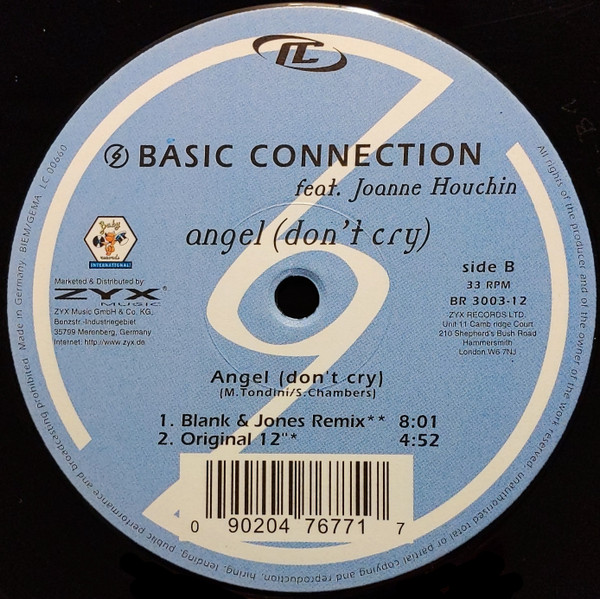 TC
BASIC CONNECTION
feat. Joanne Houchin
angel (don't cry)
Baby records
INTERNATIONAL
Marketed & Distributed by:
ZYX®
MUSIC
ZYX Music GmbH & Co. KG,
Benzstr.-Industriegebiet
35799 Merenberg, Germany
Internet: http://www.zyx.de
side B
33 RPM
BR 3003-12
ZYX RECORDS LTD.
Unit 11 Cambridge Court
210 Shepherd's Bush Road
Hammersmith
London.W6 7NJ
Angel (don't cry)
(M.Tondini/S.Chambers)
1. Blank & Jones Remix** 8:01
2. Original 12"* 4:52
0 90204 76771 7
All rights of the producer and of the owner of the work reserved. unauthorised total or partial copying and reproduction, hiring, lending, public performance and broadcasting prohibited. Made in Germany. BIEM/GEMA. LC 00660